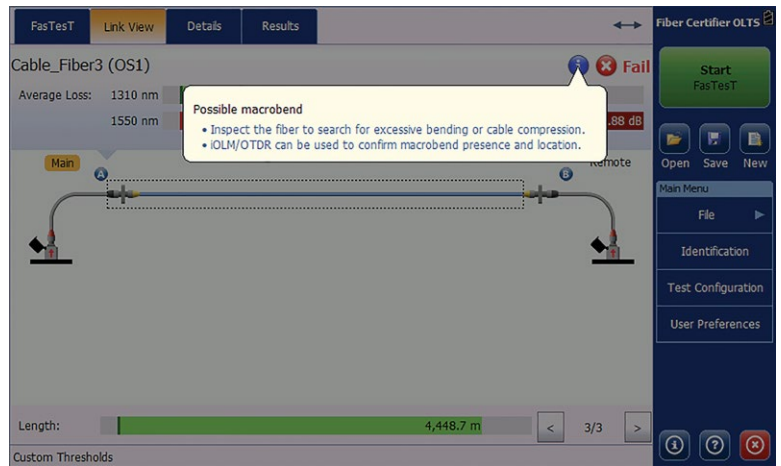 FasTesT Link View Details Results
Fiber Certifier OLTS
Cable_Fiber3 (OS1)
i Fail
Start
FasTesT
Average Loss: 1310 nm
1550 nm .88 dB
Possible macrobend
• Inspect the fiber to search for excessive bending or cable compression.
• iOLM/OTDR can be used to confirm macrobend presence and location.
Open Save New
Main Remote
A B
Main Menu
File
Identification
Test Configuration
User Preferences
Length: 4,448.7 m < 3/3 >
Custom Thresholds
i ?